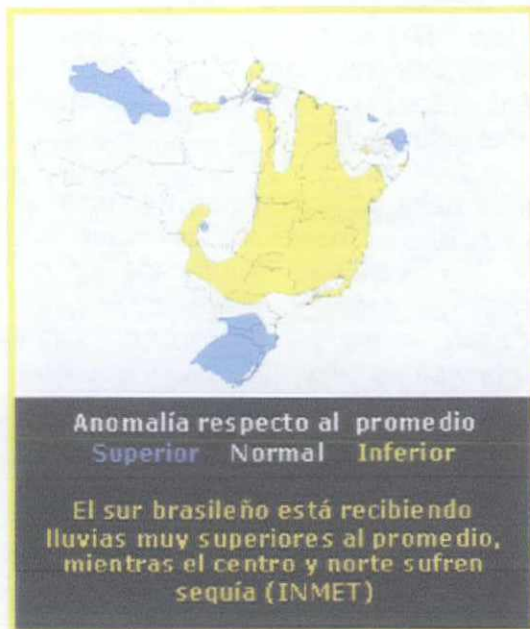 Anomalía respecto al promedio
Superior Normal Inferior
El sur brasileño está recibiendo
lluvias muy superiores al promedio,
mientras el centro y norte sufren
sequía (INMET)